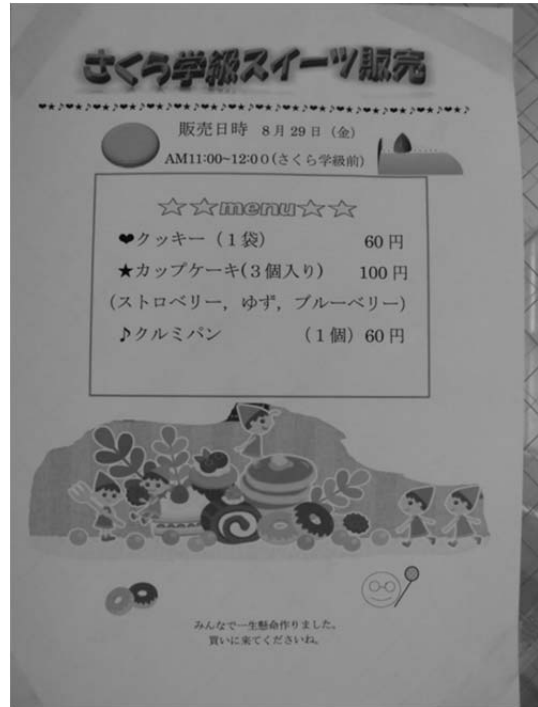 さくら学級スイーツ販売
❤★♪❤★♪❤★♪❤★♪❤★♪❤★♪❤★♪❤★♪❤★♪❤★♪❤★♪❤★♪❤★♪
販売日時 8月29日（金）
AM11:00~12:00(さくら学級前)
☆☆menu☆☆
❤クッキー（1袋） 60円
★カップケーキ(3個入り) 100円
(ストロベリー，ゆず，ブルーベリー)
♪クルミパン （1個）60円
みんなで一生懸命作りました。
買いに来てくださいね。